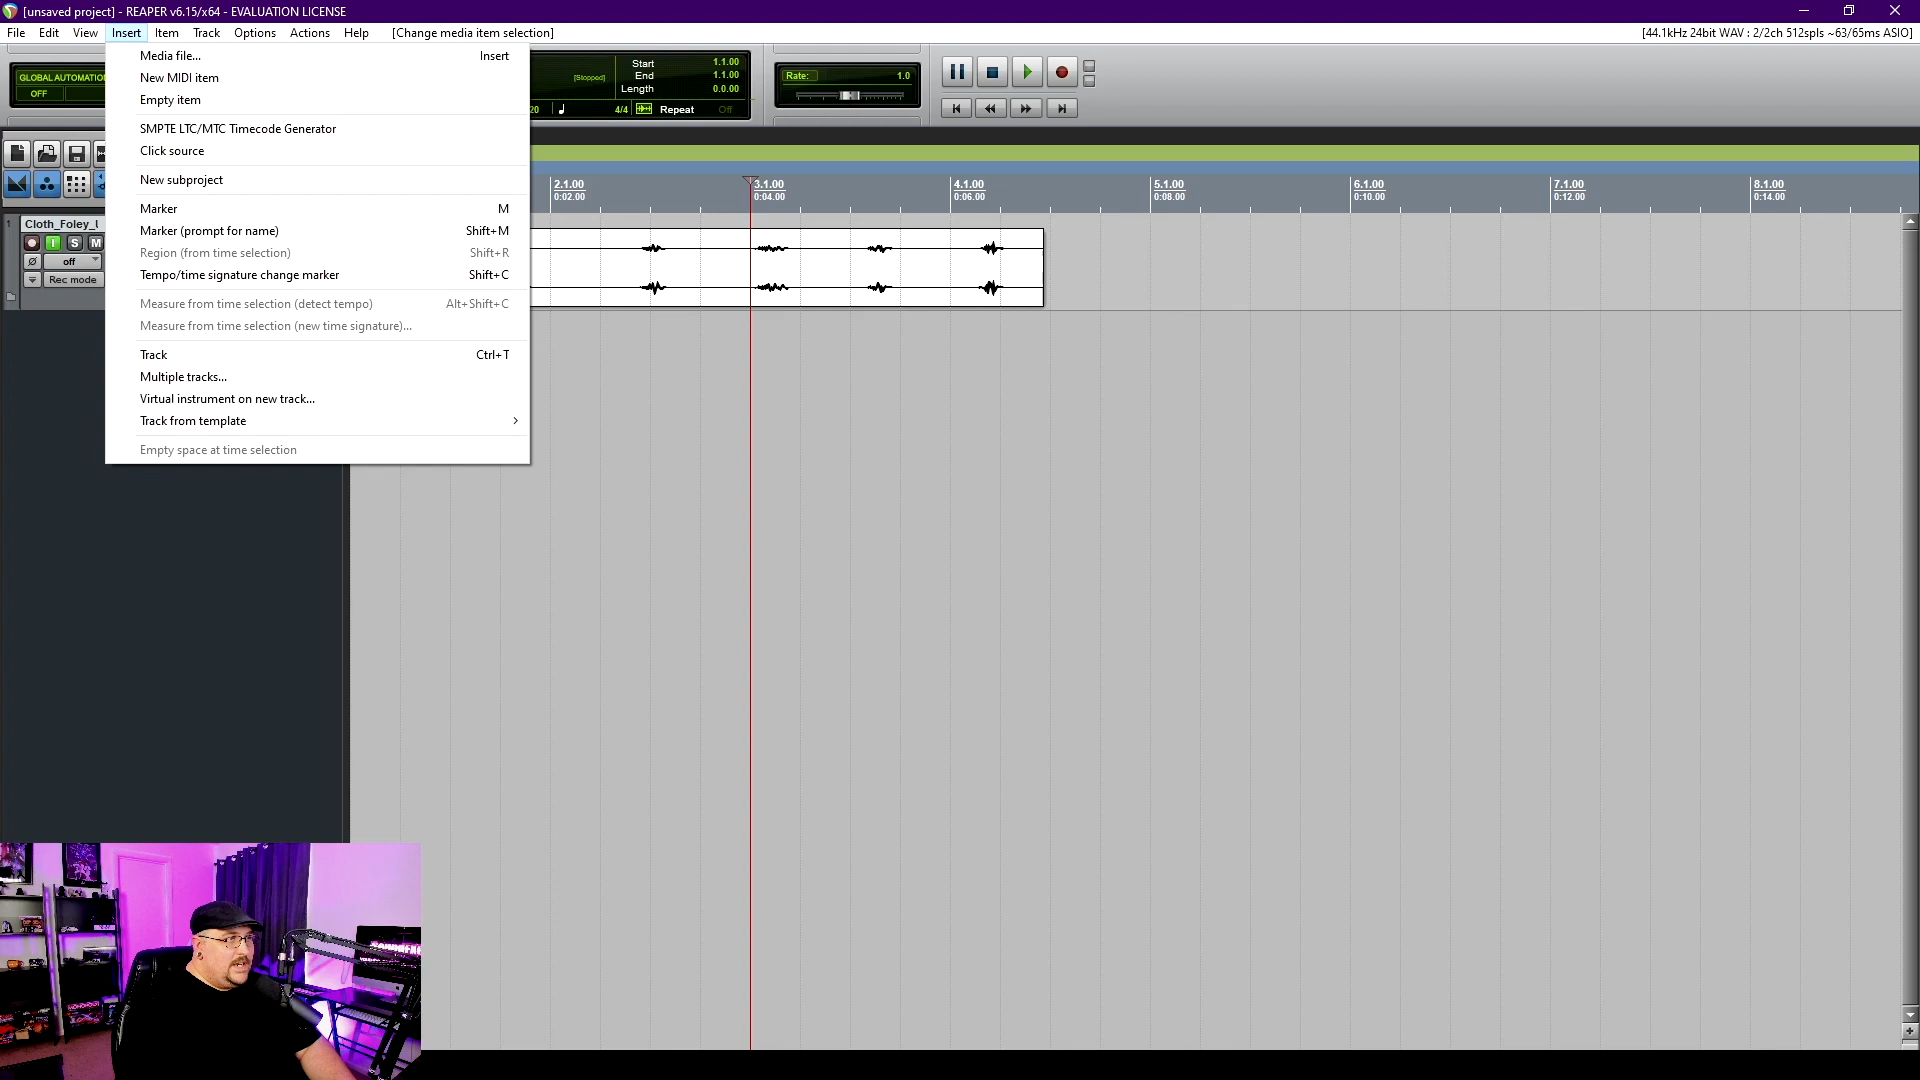 [unsaved project] - REAPER v6.15/x64 - EVALUATION LICENSE
File Edit View Insert Item Track Options Actions Help [Change media item selection]
[44.1kHz 24bit WAV : 2/2ch 512spls ~63/65ms ASIO]
Media file... Insert
New MIDI item
Empty item
SMPTE LTC/MTC Timecode Generator
Click source
New subproject
Marker M
Marker (prompt for name) Shift+M
Region (from time selection) Shift+R
Tempo/time signature change marker Shift+C
Measure from time selection (detect tempo) Alt+Shift+C
Measure from time selection (new time signature)...
Track Ctrl+T
Multiple tracks...
Virtual instrument on new track...
Track from template
Empty space at time selection
GLOBAL AUTOMATION
OFF
[Stopped]
Start 1.1.00
End 1.1.00
Length 0.0.00
20 4/4 Repeat Off
Rate: 1.0
2.1.00 3.1.00 4.1.00 5.1.00 6.1.00 7.1.00 8.1.00
0:02.00 0:04.00 0:06.00 0:08.00 0:10.00 0:12.00 0:14.00
1 Cloth_Foley_
I S M
off
Rec mode